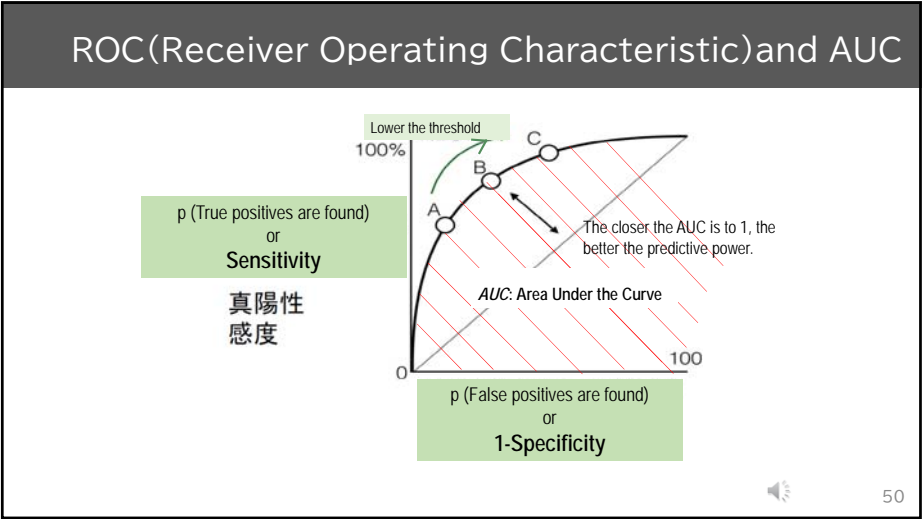 ROC(Receiver Operating Characteristic)and AUC
Lower the threshold
100%
C
B
A
p (True positives are found)
or
Sensitivity
The closer the AUC is to 1, the
better the predictive power.
真陽性
感度
AUC: Area Under the Curve
100
0
p (False positives are found)
or
1-Specificity
50